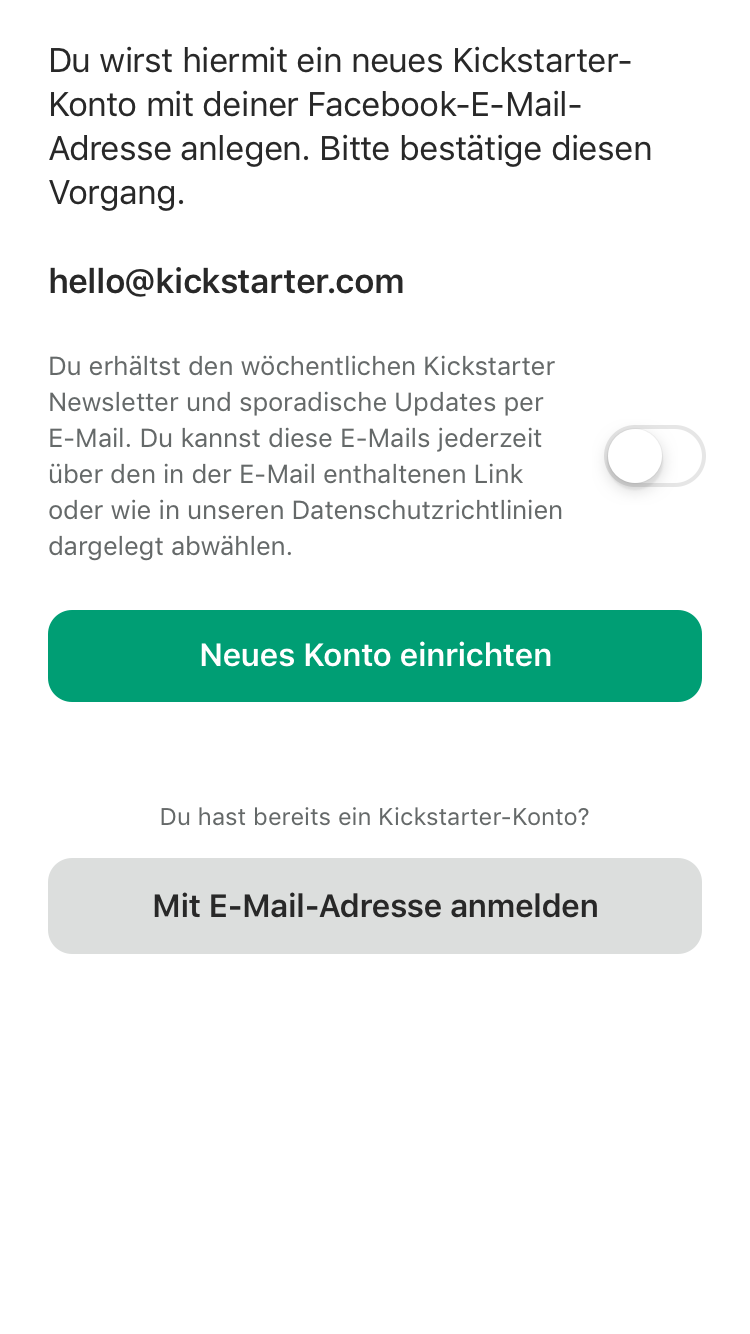 Du wirst hiermit ein neues Kickstarter-
Konto mit deiner Facebook-E-Mail-
Adresse anlegen. Bitte bestätige diesen
Vorgang.
hello@kickstarter.com
Du erhältst den wöchentlichen Kickstarter
Newsletter und sporadische Updates per
E-Mail. Du kannst diese E-Mails jederzeit
über den in der E-Mail enthaltenen Link
oder wie in unseren Datenschutzrichtlinien
dargelegt abwählen.
Neues Konto einrichten
Du hast bereits ein Kickstarter-Konto?
Mit E-Mail-Adresse anmelden